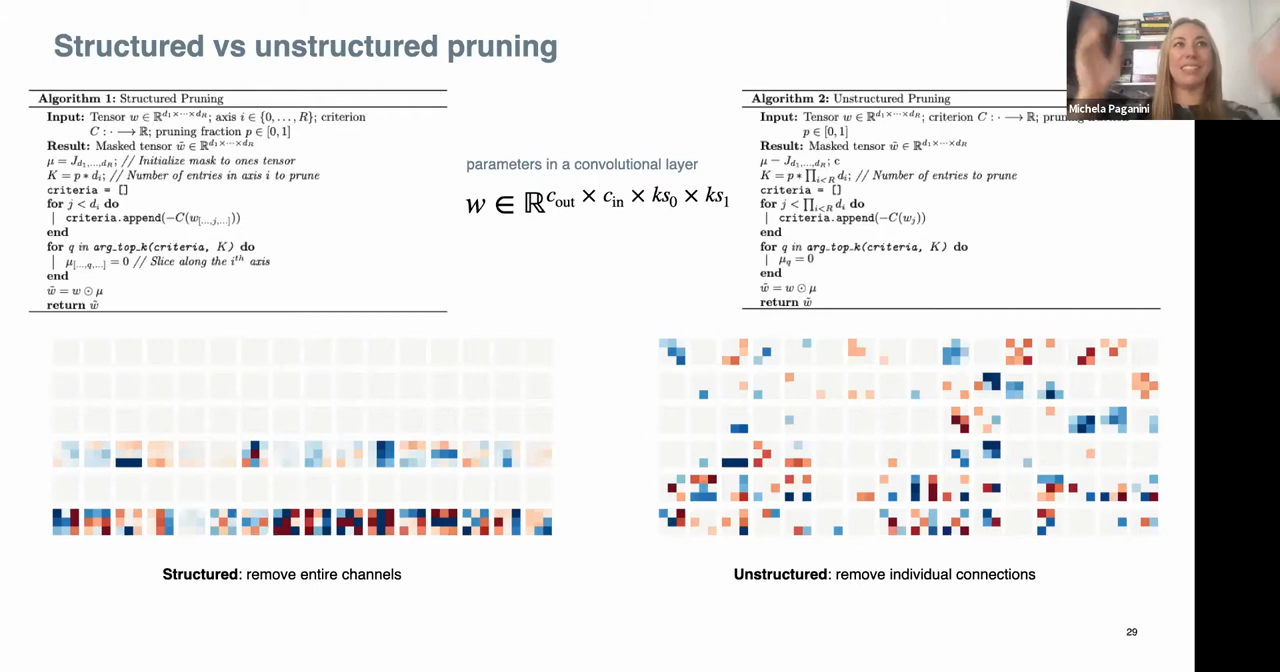 Structured vs unstructured pruning
Michela Paganini
Algorithm 1: Structured Pruning
Input: Tensor w ∈ ℝ^{d₁×⋯×d_R}; axis i ∈ {0, . . . , R}; criterion
C : · ⟶ ℝ; pruning fraction p ∈ [0, 1]
Result: Masked tensor w̃ ∈ ℝ^{d₁×⋯×d_R}
μ = J_{d₁,...,d_R}; // Initialize mask to ones tensor
K = p * dᵢ; // Number of entries in axis i to prune
criteria = []
for j < dᵢ do
criteria.append(−C(w_{[...,j,...]}))
end
for q in arg_top_k(criteria, K) do
μ_{[...,q,...]} = 0 // Slice along the i^{th} axis
end
w̃ = w ⊙ μ
return w̃
parameters in a convolutional layer
w ∈ ℝ^{c_out × c_in × ks₀ × ks₁}
Algorithm 2: Unstructured Pruning
Input: Tensor w ∈ ℝ^{d₁×⋯×d_R}; criterion C : · ⟶ ℝ;
p ∈ [0, 1]
Result: Masked tensor w̃ ∈ ℝ^{d₁×⋯×d_R}
μ − J_{d₁,...,d_R}; c
K = p * ∏_{i<R} dᵢ; // Number of entries to prune
criteria = []
for j < ∏_{i<R} dᵢ do
criteria.append(−C(w_j))
end
for q in arg_top_k(criteria, K) do
μ_q = 0
end
w̃ = w ⊙ μ
return w̃
Structured: remove entire channels
Unstructured: remove individual connections
29